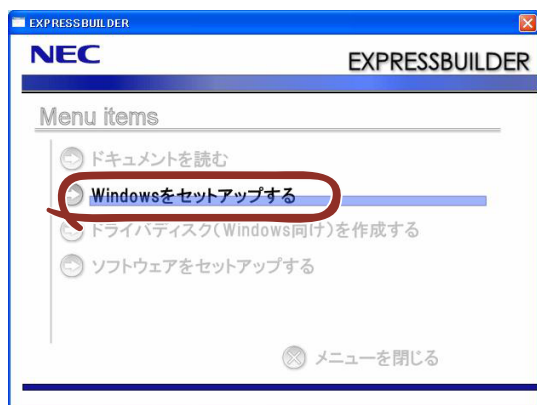 EXPRESSBUILDER
NEC
EXPRESSBUILDER
Menu items
ドキュメントを読む
Windowsをセットアップする
ドライバディスク(Windows向け)を作成する
ソフトウェアをセットアップする
メニューを閉じる